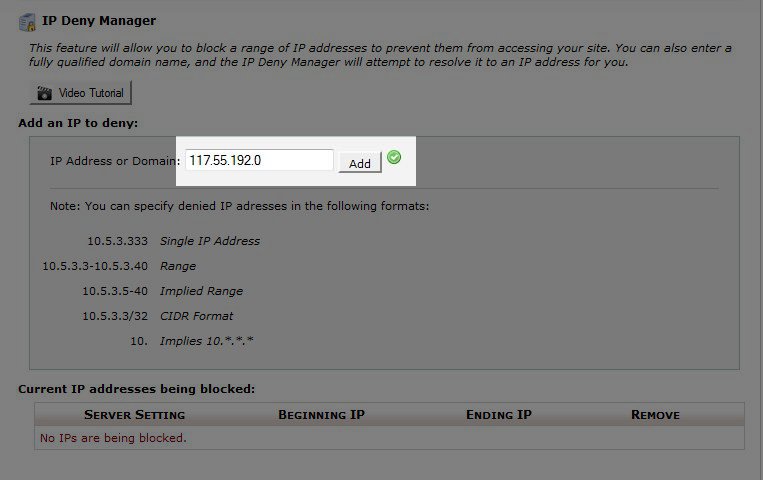 IP Deny Manager
This feature will allow you to block a range of IP addresses to prevent them from accessing your site. You can also enter a
fully qualified domain name, and the IP Deny Manager will attempt to resolve it to an IP address for you.
Video Tutorial
Add an IP to deny:
IP Address or Domain: 117.55.192.0 Add
Note: You can specify denied IP adresses in the following formats:
10.5.3.333 Single IP Address
10.5.3.3-10.5.3.40 Range
10.5.3.5-40 Implied Range
10.5.3.3/32 CIDR Format
10. Implies 10.*.*.*
Current IP addresses being blocked:
SERVER SETTING BEGINNING IP ENDING IP REMOVE
No IPs are being blocked.